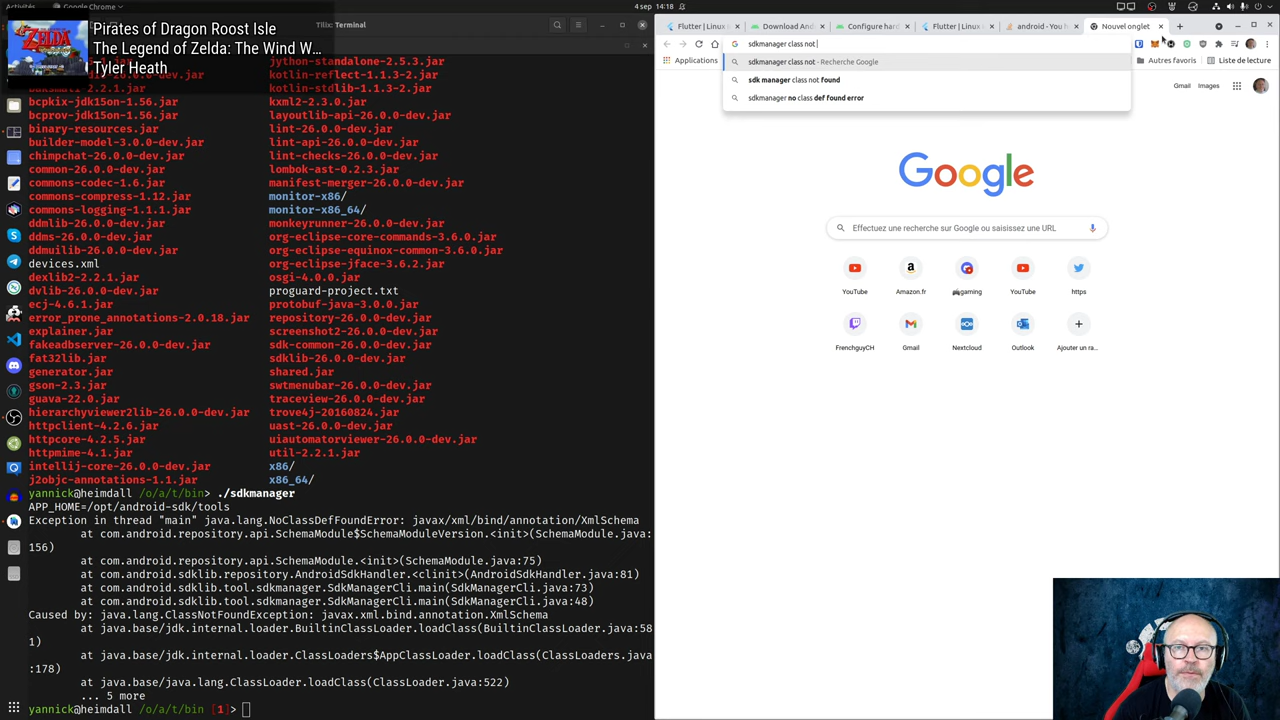 Activités
Google Chrome
Tilix: Terminal
4 sep 14:18
Pirates of Dragon Roost Isle
The Legend of Zelda: The Wind W…
Tyler Heath
jython-standalone-2.5.3.jar
kotlin-reflect-1.1.3-2.jar
bcpkix-jdk15on-1.56.jar kxml2-2.3.0.jar
bcprov-jdk15on-1.56.jar layoutlib-api-26.0.0-dev.jar
binary-resources.jar lint-26.0.0-dev.jar
builder-model-3.0.0-dev.jar lint-api-26.0.0-dev.jar
chimpchat-26.0.0-dev.jar lint-checks-26.0.0-dev.jar
common-26.0.0-dev.jar lombok-ast-0.2.3.jar
commons-codec-1.6.jar manifest-merger-26.0.0-dev.jar
commons-compress-1.12.jar monitor-x86/
commons-logging-1.1.1.jar monitor-x86_64/
ddmlib-26.0.0-dev.jar monkeyrunner-26.0.0-dev.jar
ddms-26.0.0-dev.jar org-eclipse-core-commands-3.6.0.jar
ddmuilib-26.0.0-dev.jar org-eclipse-equinox-common-3.6.0.jar
devices.xml org-eclipse-jface-3.6.2.jar
dexlib2-2.2.1.jar osgi-4.0.0.jar
dvlib-26.0.0-dev.jar proguard-project.txt
ecj-4.6.1.jar protobuf-java-3.0.0.jar
error_prone_annotations-2.0.18.jar repository-26.0.0-dev.jar
explainer.jar screenshot2-26.0.0-dev.jar
fakeadbserver-26.0.0-dev.jar sdk-common-26.0.0-dev.jar
fat32lib.jar sdklib-26.0.0-dev.jar
generator.jar shared.jar
gson-2.3.jar swtmenubar-26.0.0-dev.jar
guava-22.0.jar traceview-26.0.0-dev.jar
hierarchyviewer2lib-26.0.0-dev.jar trove4j-20160824.jar
httpclient-4.2.6.jar uast-26.0.0-dev.jar
httpcore-4.2.5.jar uiautomatorviewer-26.0.0-dev.jar
httpmime-4.1.jar util-2.2.1.jar
intellij-core-26.0.0-dev.jar x86/
j2objc-annotations-1.1.jar x86_64/
yannick@heimdall /o/a/t/bin> ./sdkmanager
APP_HOME=/opt/android-sdk/tools
Exception in thread "main" java.lang.NoClassDefFoundError: javax/xml/bind/annotation/XmlSchema
at com.android.repository.api.SchemaModule$SchemaModuleVersion.<init>(SchemaModule.java:
156)
at com.android.repository.api.SchemaModule.<init>(SchemaModule.java:75)
at com.android.sdklib.repository.AndroidSdkHandler.<clinit>(AndroidSdkHandler.java:81)
at com.android.sdklib.tool.sdkmanager.SdkManagerCli.main(SdkManagerCli.java:73)
at com.android.sdklib.tool.sdkmanager.SdkManagerCli.main(SdkManagerCli.java:48)
Caused by: java.lang.ClassNotFoundException: javax.xml.bind.annotation.XmlSchema
at java.base/jdk.internal.loader.BuiltinClassLoader.loadClass(BuiltinClassLoader.java:58
1)
at java.base/jdk.internal.loader.ClassLoaders$AppClassLoader.loadClass(ClassLoaders.java
:178)
at java.base/java.lang.ClassLoader.loadClass(ClassLoader.java:522)
... 5 more
yannick@heimdall /o/a/t/bin [1]>
Flutter | Linux
Download And
Configure han
Flutter | Linux
android - You h
Nouvel onglet
sdkmanager class not
Applications
Autres favoris
Liste de lecture
sdkmanager class not - Recherche Google
sdk manager class not found
sdkmanager no class def found error
Gmail Images
Google
Effectuez une recherche sur Google ou saisissez une URL
YouTube Amazon.fr gaming YouTube https
FrenchguyCH Gmail Nextcloud Outlook Ajouter un ra...